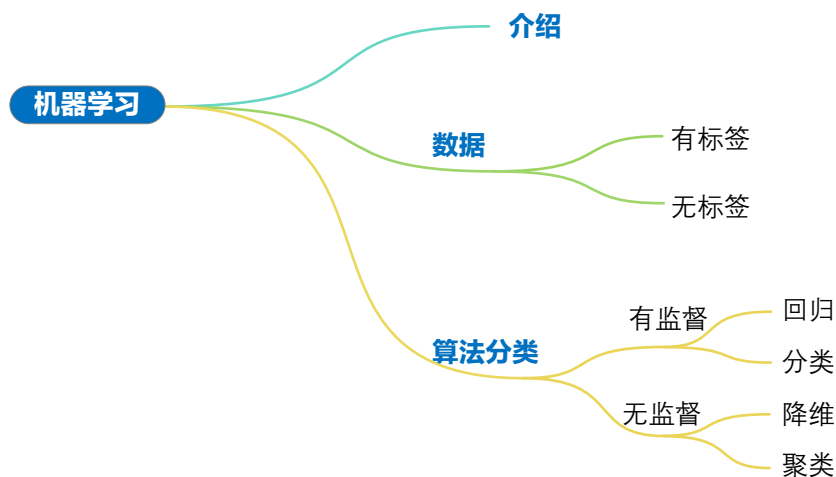 机器学习
介绍
数据
有标签
无标签
算法分类
有监督
回归
分类
无监督
降维
聚类